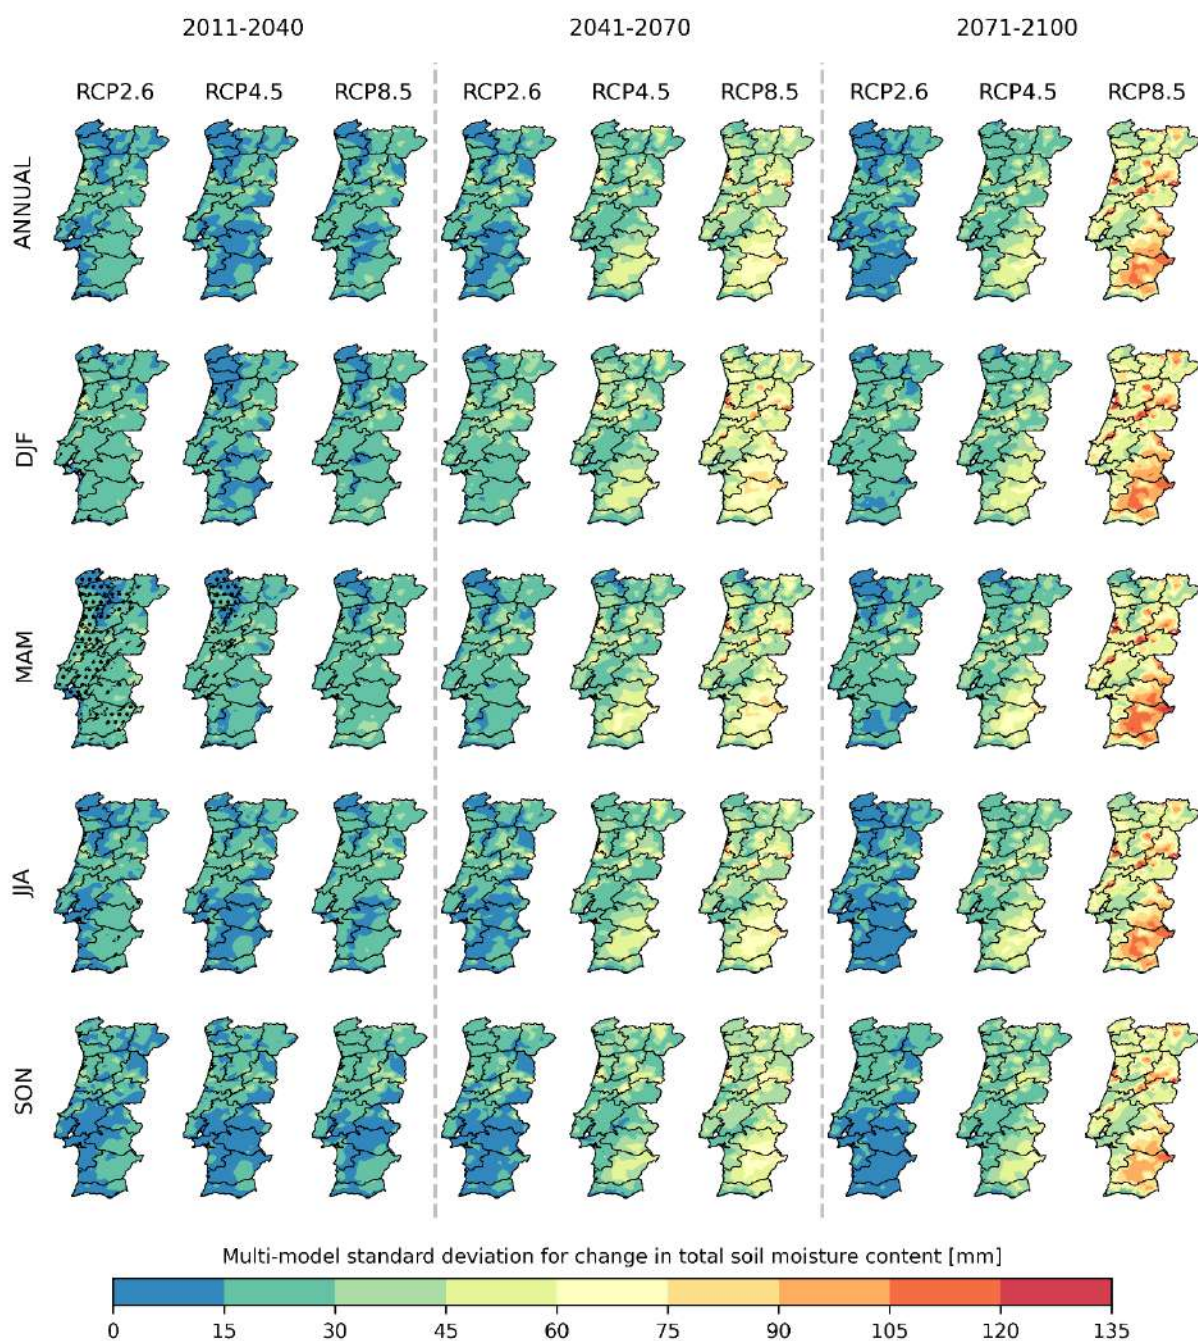 2011-2040 2041-2070 2071-2100
RCP2.6 RCP4.5 RCP8.5 RCP2.6 RCP4.5 RCP8.5 RCP2.6 RCP4.5 RCP8.5
ANNUAL
DJF
MAM
JJA
SON
Multi-model standard deviation for change in total soil moisture content [mm]
0 15 30 45 60 75 90 105 120 135